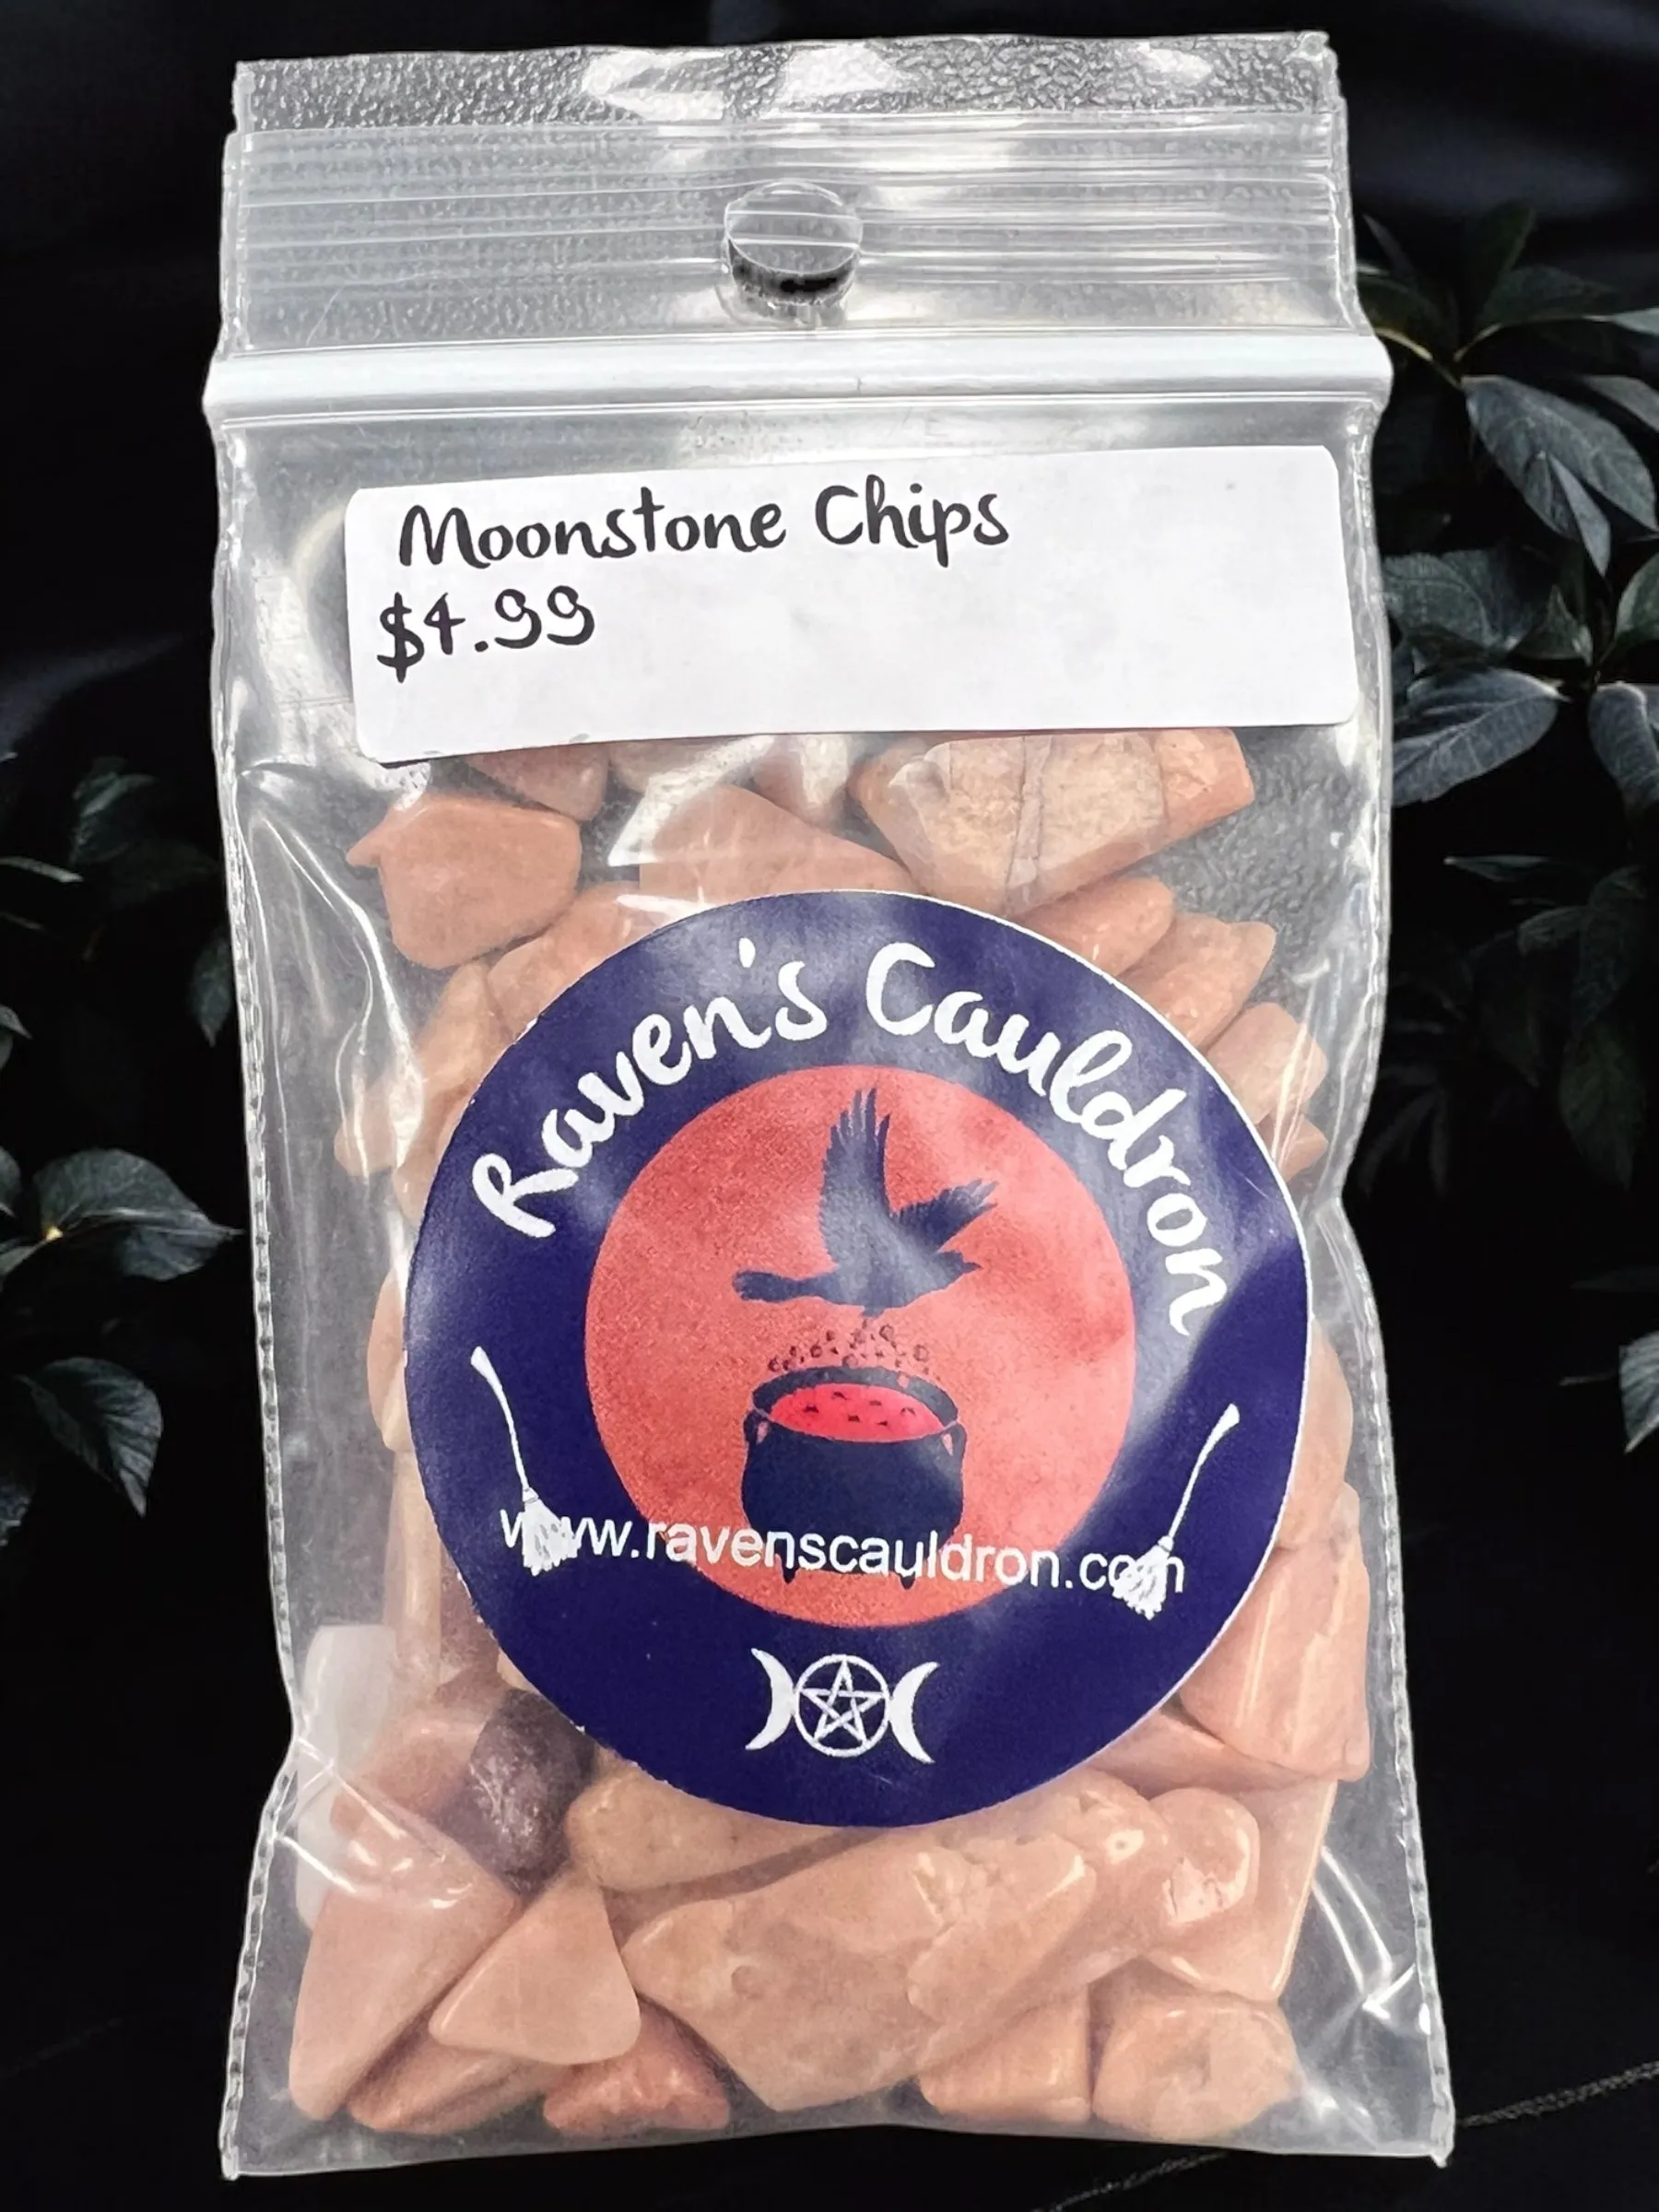 Moonstone Chips
$4.99
Raven's Cauldron
www.ravenscauldron.com